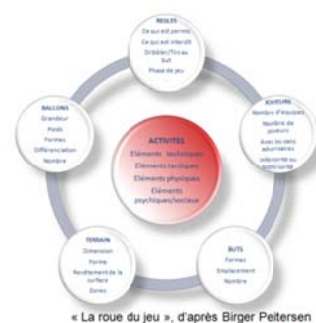 REGLES
Ce qui est permis
Ce qui est interdit
Dribbler/Tir au
but
Phase de jeu
BALLONS
Grandeur
Poids
Formes
Différenciation
Nombre
JOUEURS
Nombre d'équipes
Nombre de
joueurs
Avec ou sans
adversaires
Infériorité ou
supériorité
ACTIVITES
Eléments techniques
Eléments tactiques
Eléments physiques
Eléments
psychiques/sociaux
TERRAIN
Dimension
Forme
Revêtement de la
surface
Zones
BUTS
Formes
Emplacement
Nombre
« La roue du jeu », d'après Birger Peitersen